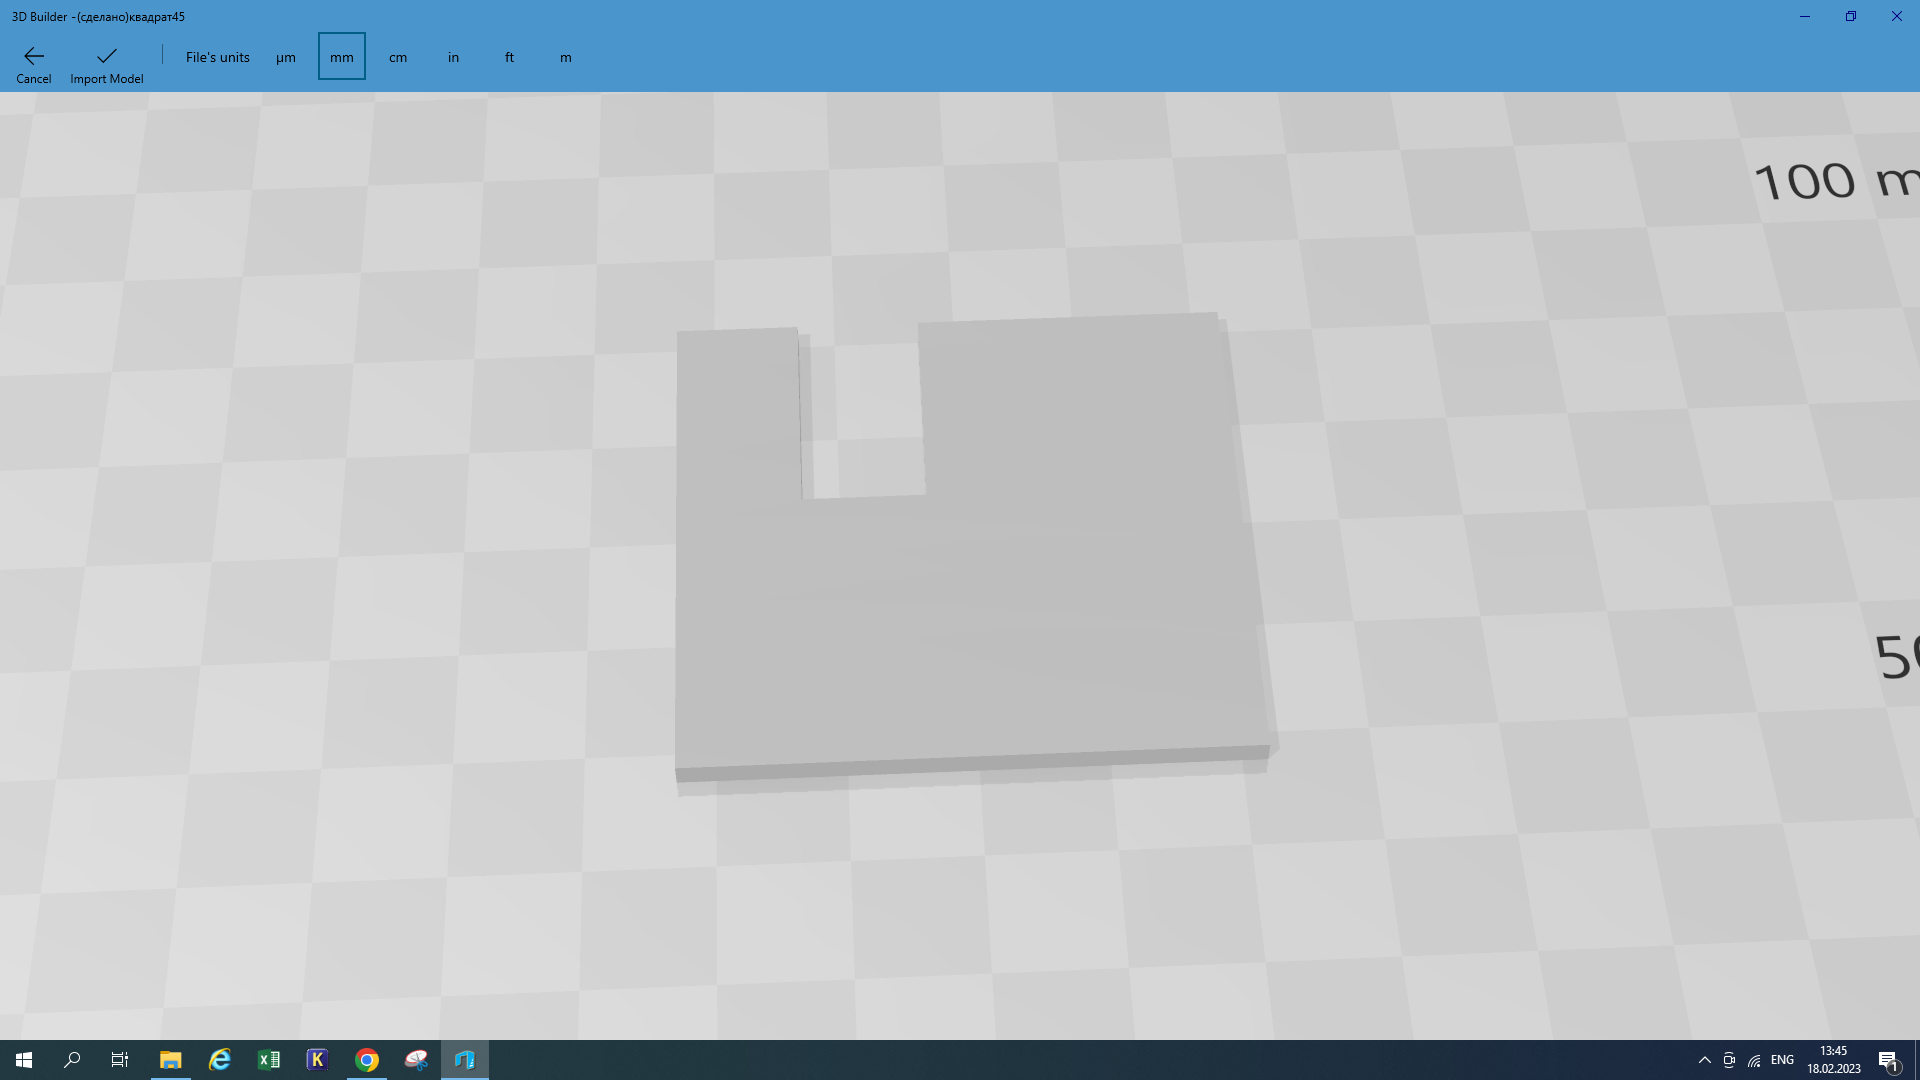 3D Builder -(сделано)квадрат45
Cancel
Import Model
File's units
µm
mm
cm
in
ft
m
100 m
50
ENG
13:45
18.02.2023
1